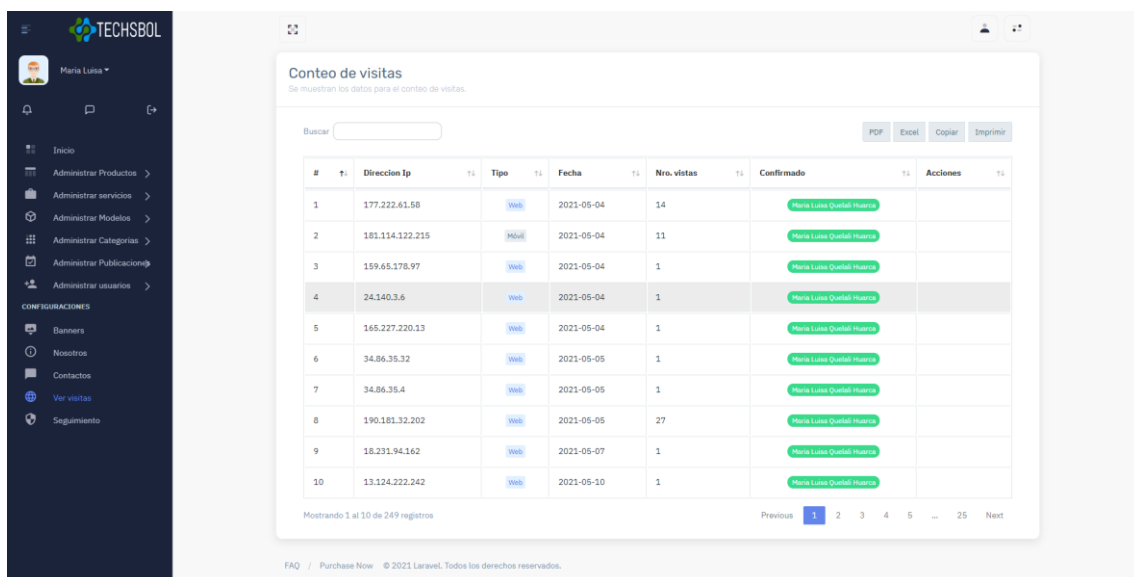 TECHSBOL
Maria Luisa
Inicio
Administrar Productos
Administrar servicios
Administrar Modelos
Administrar Categorias
Administrar Publicaciones
Administrar usuarios
CONFIGURACIONES
Banners
Nosotros
Contactos
Ver visitas
Seguimiento
Conteo de visitas
Se muestran los datos para el conteo de visitas.
Buscar
PDF Excel Copiar Imprimir
# Direccion Ip Tipo Fecha Nro. vistas Confirmado Acciones
1 177.222.61.58 Web 2021-05-04 14 Maria Luisa Quelali Huarca
2 181.114.122.215 Móvil 2021-05-04 11 Maria Luisa Quelali Huarca
3 159.65.178.97 Web 2021-05-04 1 Maria Luisa Quelali Huarca
4 24.140.3.6 Web 2021-05-04 1 Maria Luisa Quelali Huarca
5 165.227.220.13 Web 2021-05-04 1 Maria Luisa Quelali Huarca
6 34.86.35.32 Web 2021-05-05 1 Maria Luisa Quelali Huarca
7 34.86.35.4 Web 2021-05-05 1 Maria Luisa Quelali Huarca
8 190.181.32.202 Web 2021-05-05 27 Maria Luisa Quelali Huarca
9 18.231.94.162 Web 2021-05-07 1 Maria Luisa Quelali Huarca
10 13.124.222.242 Web 2021-05-10 1 Maria Luisa Quelali Huarca
Mostrando 1 al 10 de 249 registros
Previous 1 2 3 4 5 ... 25 Next
FAQ / Purchase Now © 2021 Laravel. Todos los derechos reservados.